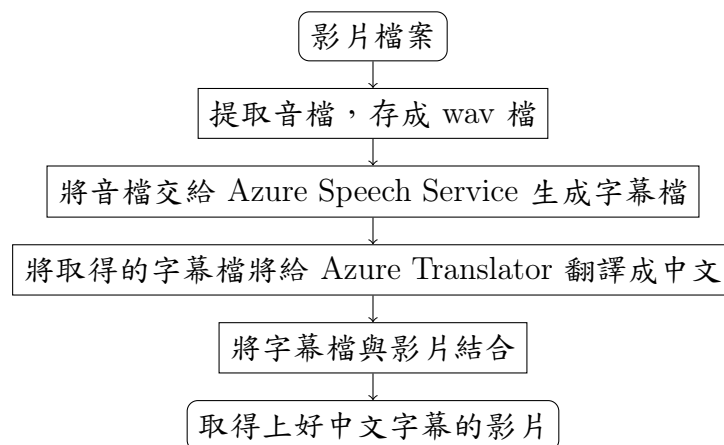 影片檔案
提取音檔，存成 wav 檔
將音檔交給 Azure Speech Service 生成字幕檔
將取得的字幕檔將給 Azure Translator 翻譯成中文
將字幕檔與影片結合
取得上好中文字幕的影片